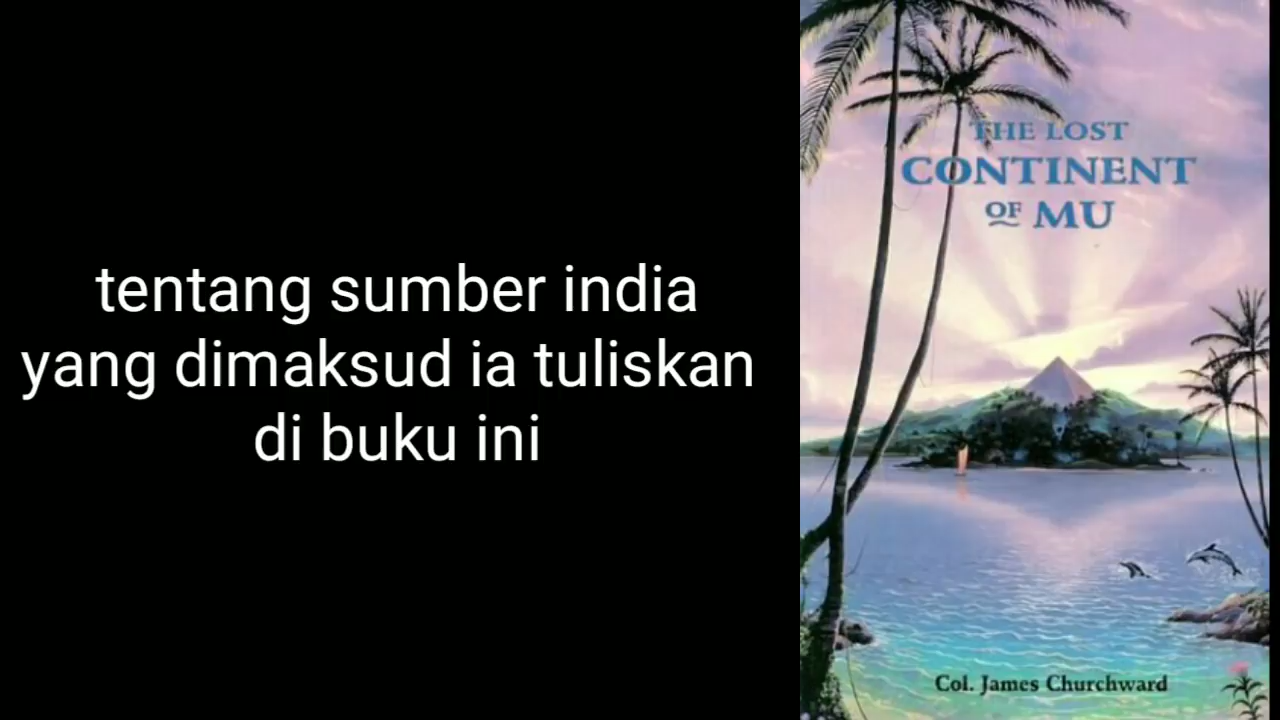 tentang sumber india
yang dimaksud ia tuliskan
di buku ini
THE LOST
CONTINENT
OF MU
Col. James Churchward